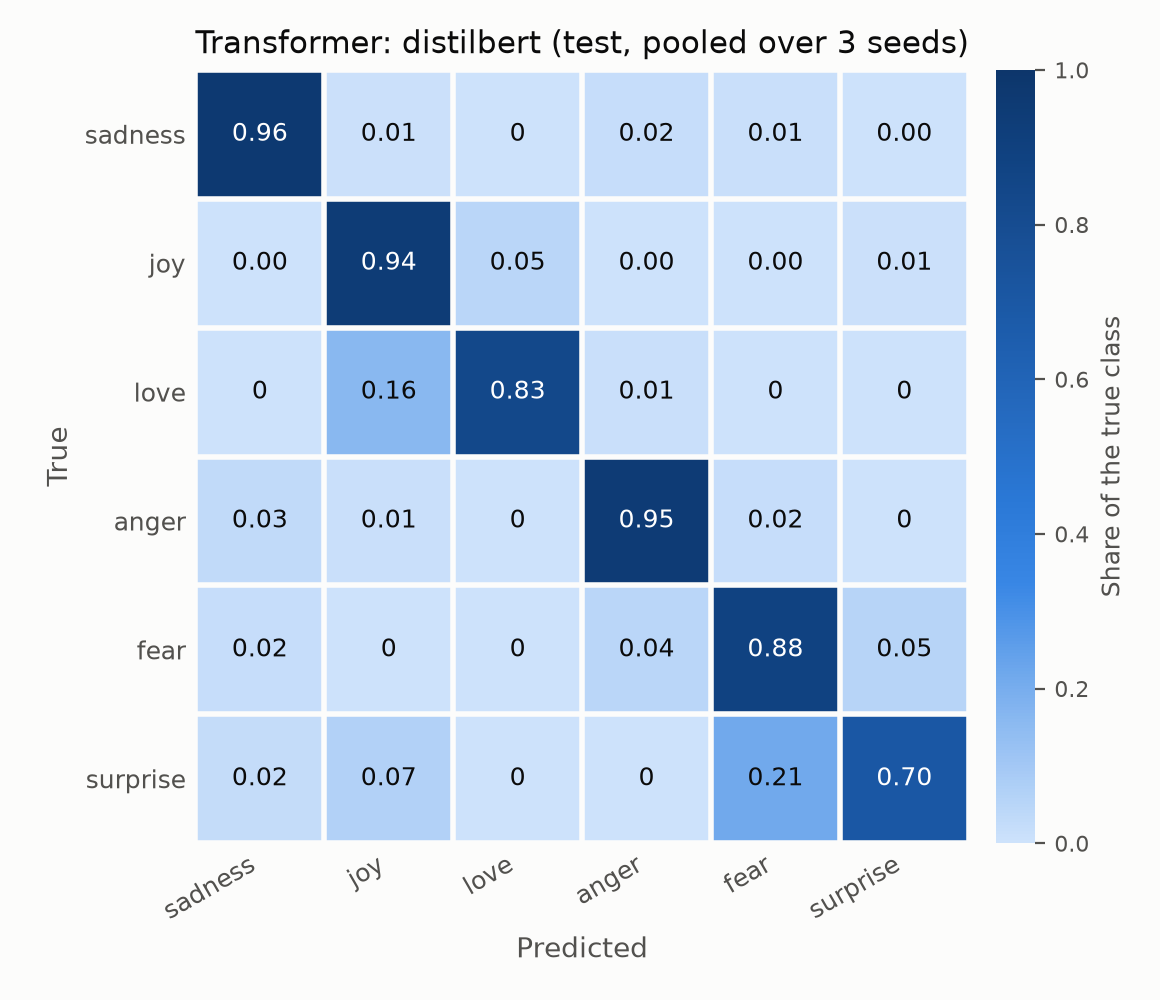 Transformer: distilbert (test, pooled over 3 seeds)
sadness 0.96 0.01 0 0.02 0.01 0.00
joy 0.00 0.94 0.05 0.00 0.00 0.01
love 0 0.16 0.83 0.01 0 0
anger 0.03 0.01 0 0.95 0.02 0
fear 0.02 0 0 0.04 0.88 0.05
surprise 0.02 0.07 0 0 0.21 0.70
sadness joy love anger fear surprise
Predicted
True
1.0
0.8
0.6
0.4
0.2
0.0
Share of the true class